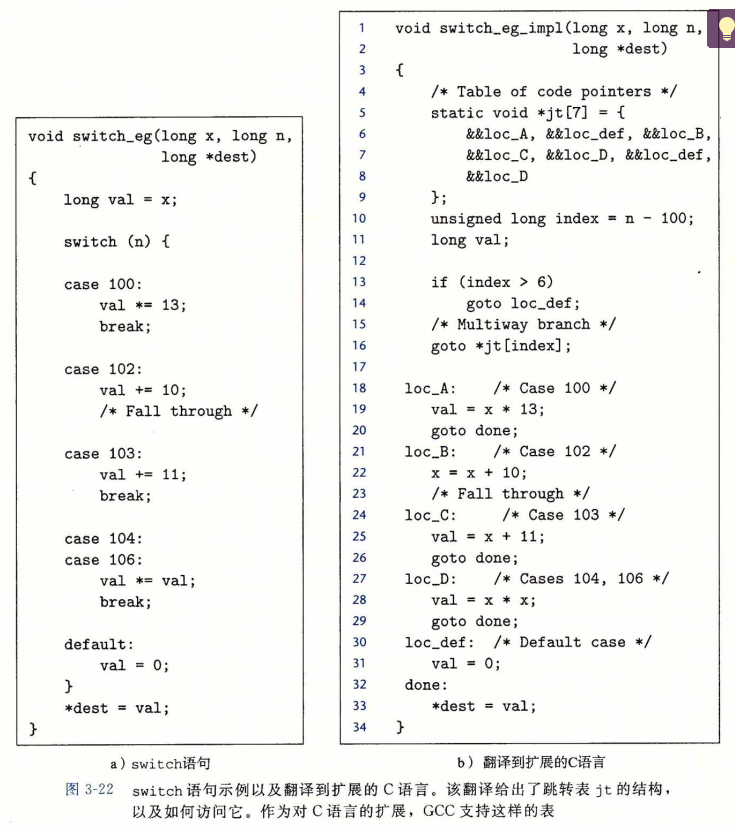 void switch_eg(long x, long n,
               long *dest)
{
    long val = x;

    switch (n) {

    case 100:
        val *= 13;
        break;

    case 102:
        val += 10;
        /* Fall through */

    case 103:
        val += 11;
        break;

    case 104:
    case 106:
        val *= val;
        break;

    default:
        val = 0;
    }
    *dest = val;
}
a）switch语句
1    void switch_eg_impl(long x, long n,
2                        long *dest)
3    {
4        /* Table of code pointers */
5        static void *jt[7] = {
6            &&loc_A, &&loc_def, &&loc_B,
7            &&loc_C, &&loc_D, &&loc_def,
8            &&loc_D
9        };
10       unsigned long index = n - 100;
11       long val;
12
13       if (index > 6)
14           goto loc_def;
15       /* Multiway branch */
16       goto *jt[index];
17
18    loc_A:    /* Case 100 */
19       val = x * 13;
20       goto done;
21    loc_B:    /* Case 102 */
22       x = x + 10;
23       /* Fall through */
24    loc_C:     /* Case 103 */
25       val = x + 11;
26       goto done;
27    loc_D:    /* Cases 104, 106 */
28       val = x * x;
29       goto done;
30    loc_def:  /* Default case */
31       val = 0;
32    done:
33       *dest = val;
34   }
b）翻译到扩展的C语言
图 3-22 switch 语句示例以及翻译到扩展的 C 语言。该翻译给出了跳转表 jt 的结构，
以及如何访问它。作为对 C 语言的扩展，GCC 支持这样的表